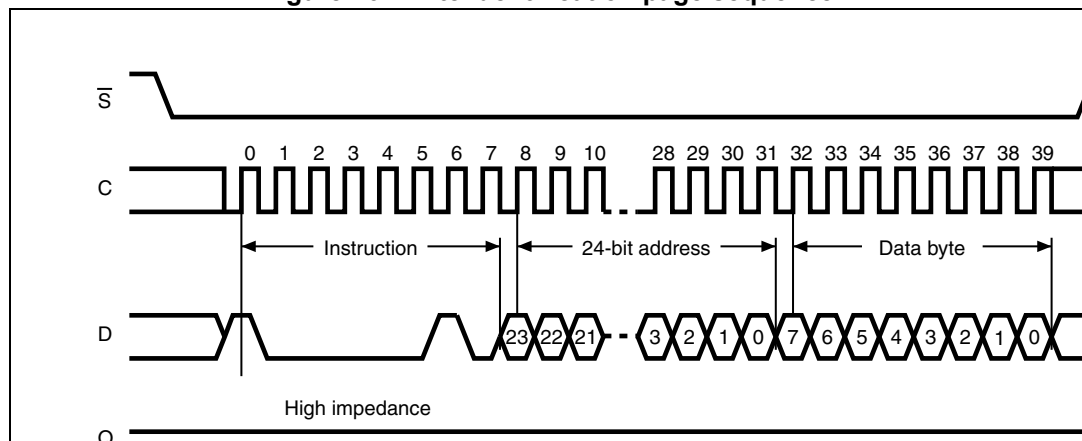 S
0 1 2 3 4 5 6 7 8 9 10 28 29 30 31 32 33 34 35 36 37 38 39
C
Instruction 24-bit address Data byte
D 23 22 21 3 2 1 0 7 6 5 4 3 2 1 0
High impedance